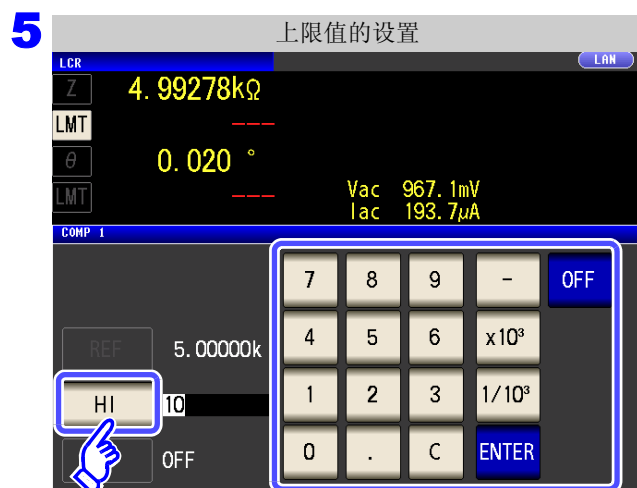 5
上限值的设置
LCR
LAN
Z 4.99278kΩ
LMT ---
θ 0.020 °
LMT ---
Vac 967.1mV
Iac 193.7μA
COMP 1
7 8 9 - OFF
REF 5.00000k
4 5 6 x10³
HI 10
1 2 3 1/10³
OFF
0 . C ENTER